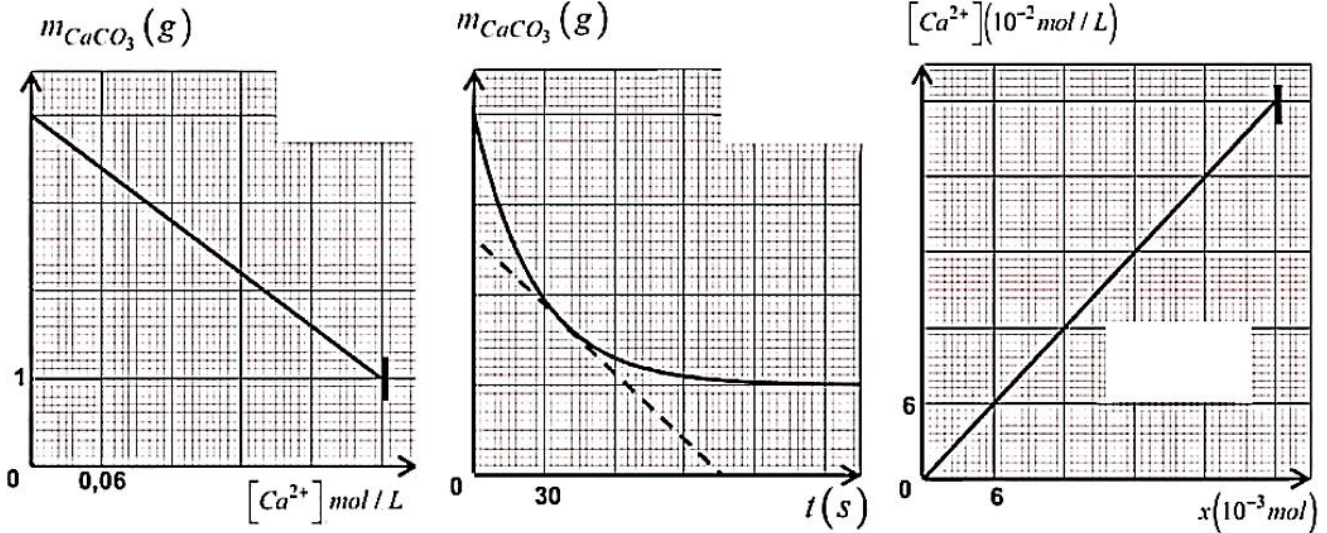 m_{CaCO_3} (g)
1
0
0,06
[Ca^{2+}] mol / L
m_{CaCO_3} (g)
0
30
t (s)
[Ca^{2+}](10^{-2} mol / L)
6
0
6
x(10^{-3} mol)